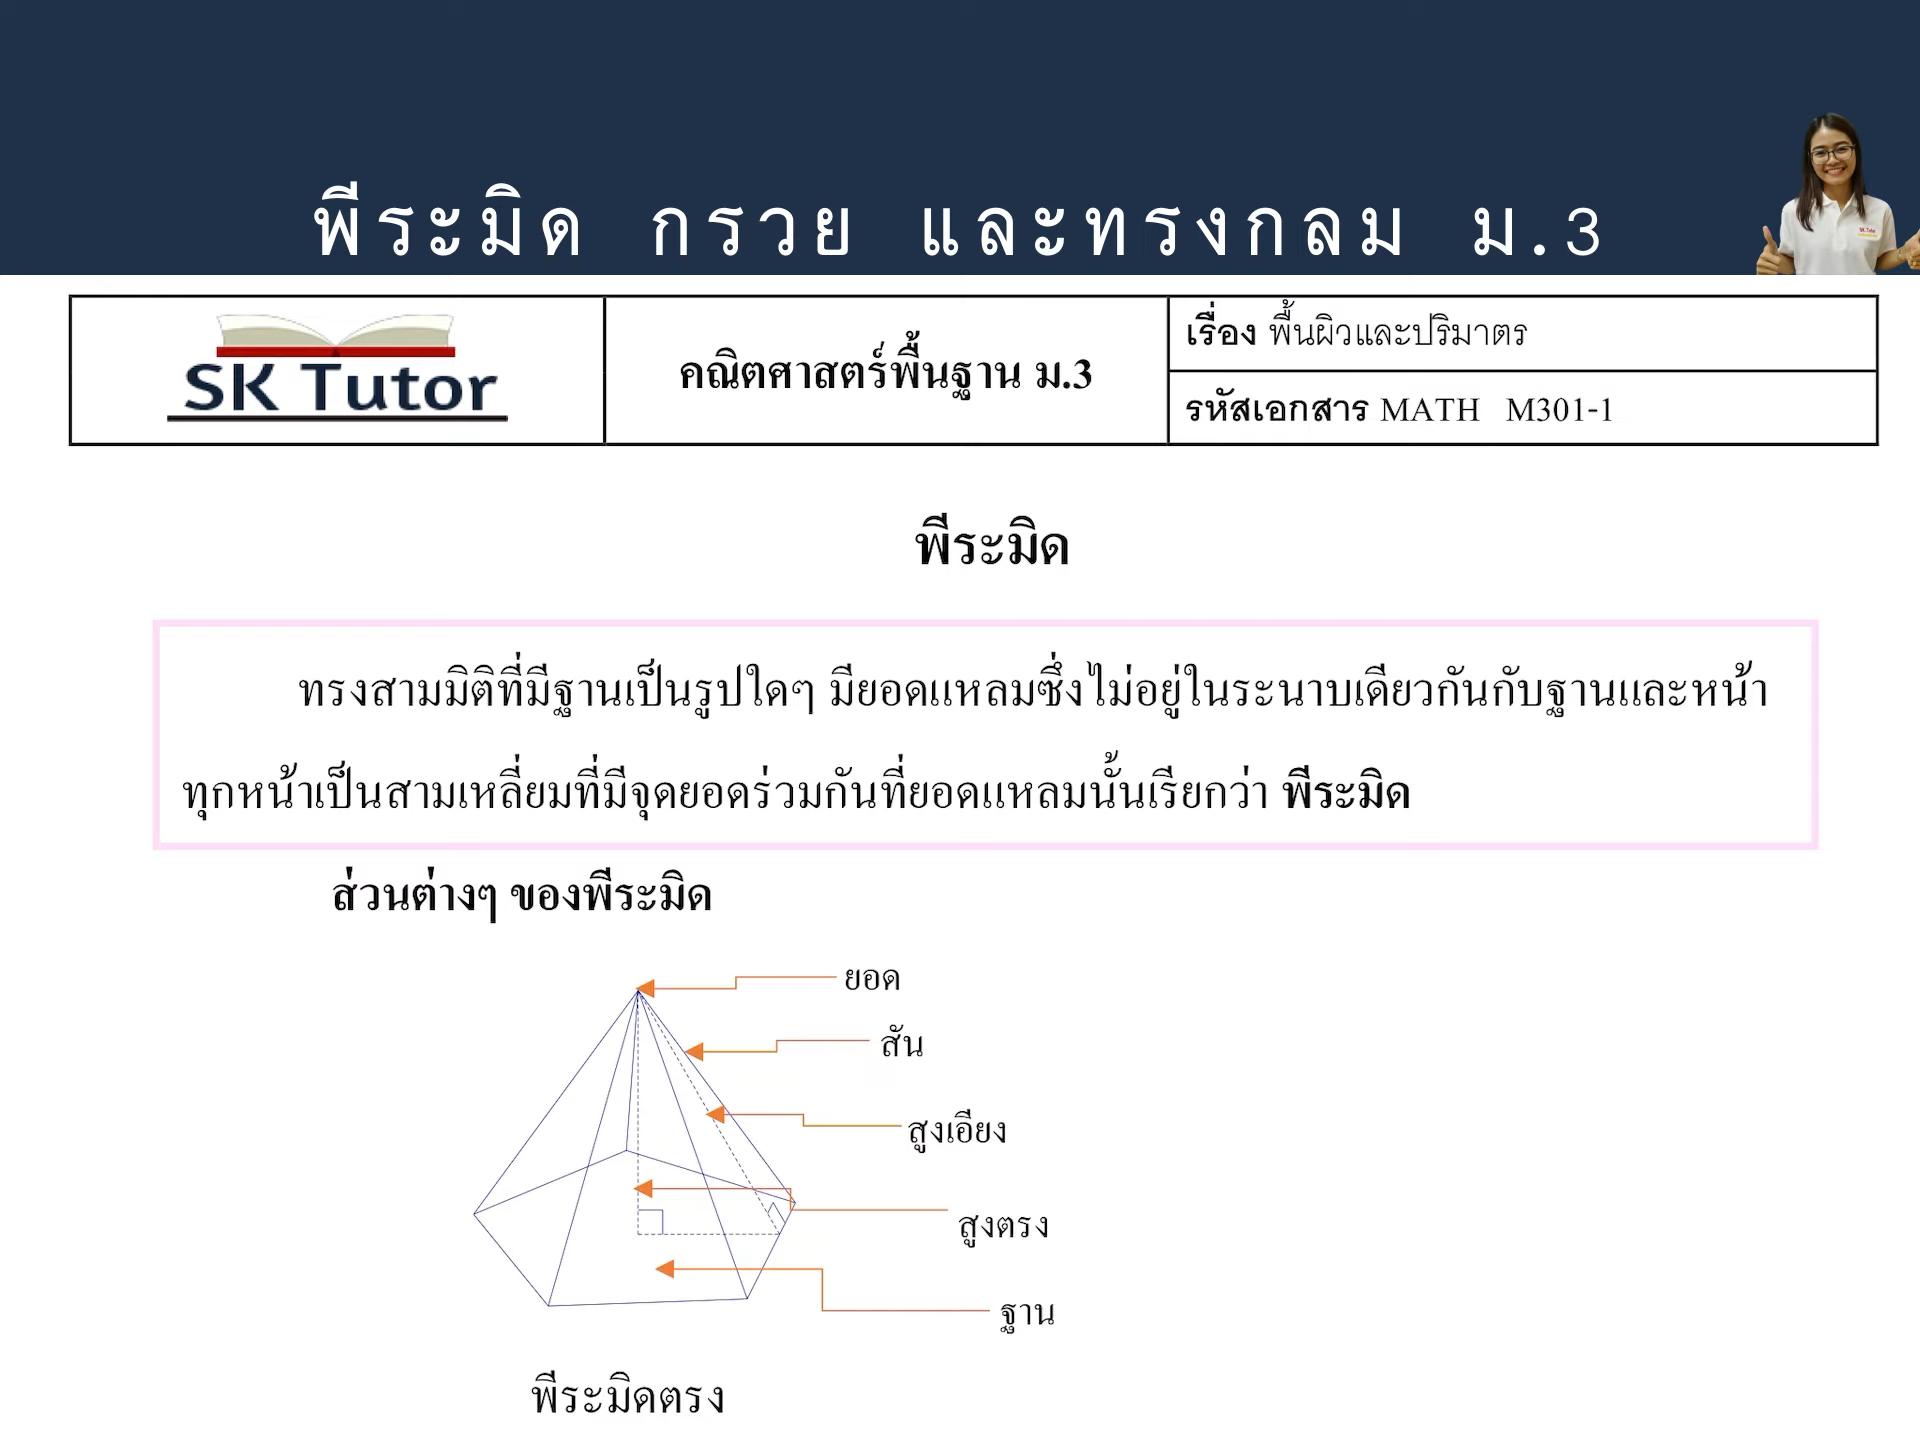 พีระมิด กรวย และทรงกลม ม.3
SK Tutor
คณิตศาสตร์พื้นฐาน ม.3
เรื่อง พื้นผิวและปริมาตร
รหัสเอกสาร MATH M301-1
พีระมิด
ทรงสามมิติที่มีฐานเป็นรูปใดๆ มียอดแหลมซึ่งไม่อยู่ในระนาบเดียวกันกับฐานและหน้า
ทุกหน้าเป็นสามเหลี่ยมที่มีจุดยอดร่วมกันที่ยอดแหลมนั้นเรียกว่า พีระมิด
ส่วนต่างๆ ของพีระมิด
ยอด
สัน
สูงเอียง
สูงตรง
ฐาน
พีระมิดตรง